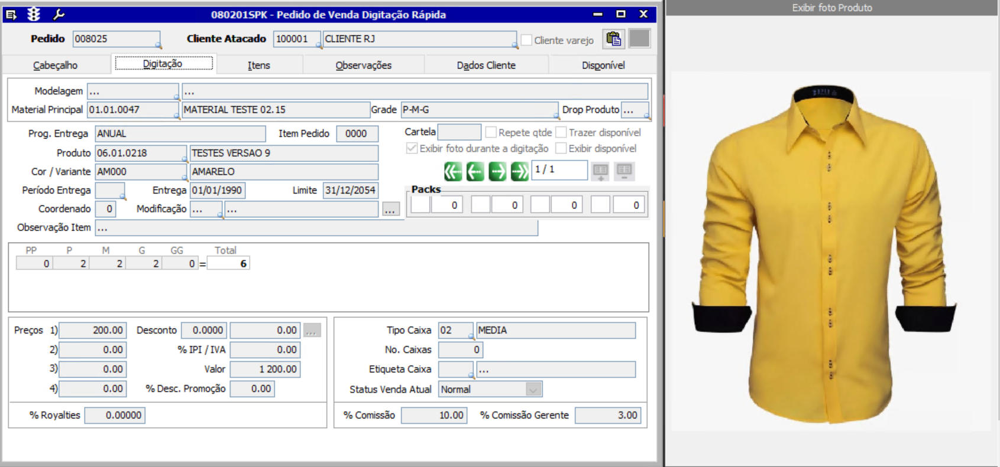 080201SPK - Pedido de Venda Digitação Rápida
Exibir foto Produto
Pedido 008025 Cliente Atacado 100001 CLIENTE RJ Cliente varejo
Cabeçalho Digitação Itens Observações Dados Cliente Disponível
Modelagem ... ...
Material Principal 01.01.0047 MATERIAL TESTE 02.15 Grade P-M-G Drop Produto ...
Prog. Entrega ANUAL Item Pedido 0000 Cartela Repete qtde Trazer disponível
Exibir foto durante a digitação Exibir disponível
Produto 06.01.0218 TESTES VERSAO 9
Cor / Variante AM000 AMARELO 1 / 1
Período Entrega Entrega 01/01/1990 Limite 31/12/2054 Packs
Coordenado 0 Modificação ... ... ... 0 0 0 0
Observação Item ...
PP P M G GG Total
0 2 2 2 0 = 6
Preços 1) 200.00 Desconto 0.0000 0.00 ... Tipo Caixa 02 MEDIA
2) 0.00 % IPI / IVA 0.00 No. Caixas 0
3) 0.00 Valor 1 200.00 Etiqueta Caixa ...
4) 0.00 % Desc. Promoção 0.00 Status Venda Atual Normal
% Royalties 0.00000 % Comissão 10.00 % Comissão Gerente 3.00